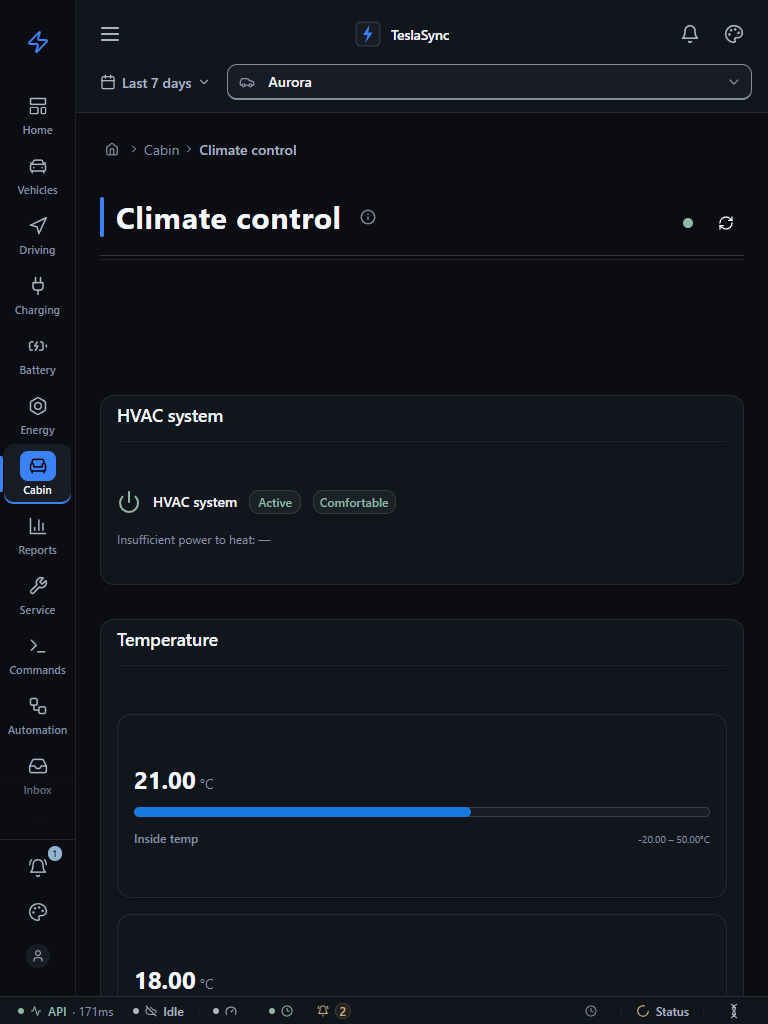 TeslaSync
Last 7 days
Aurora
Home
Vehicles
Driving
Charging
Battery
Energy
Cabin
Reports
Service
Commands
Automation
Inbox
1
Cabin
Climate control
Climate control
HVAC system
HVAC system
Active
Comfortable
Insufficient power to heat: —
Temperature
21.00 °C
Inside temp
-20.00 – 50.00°C
18.00 °C
API · 171ms
Idle
2
Status